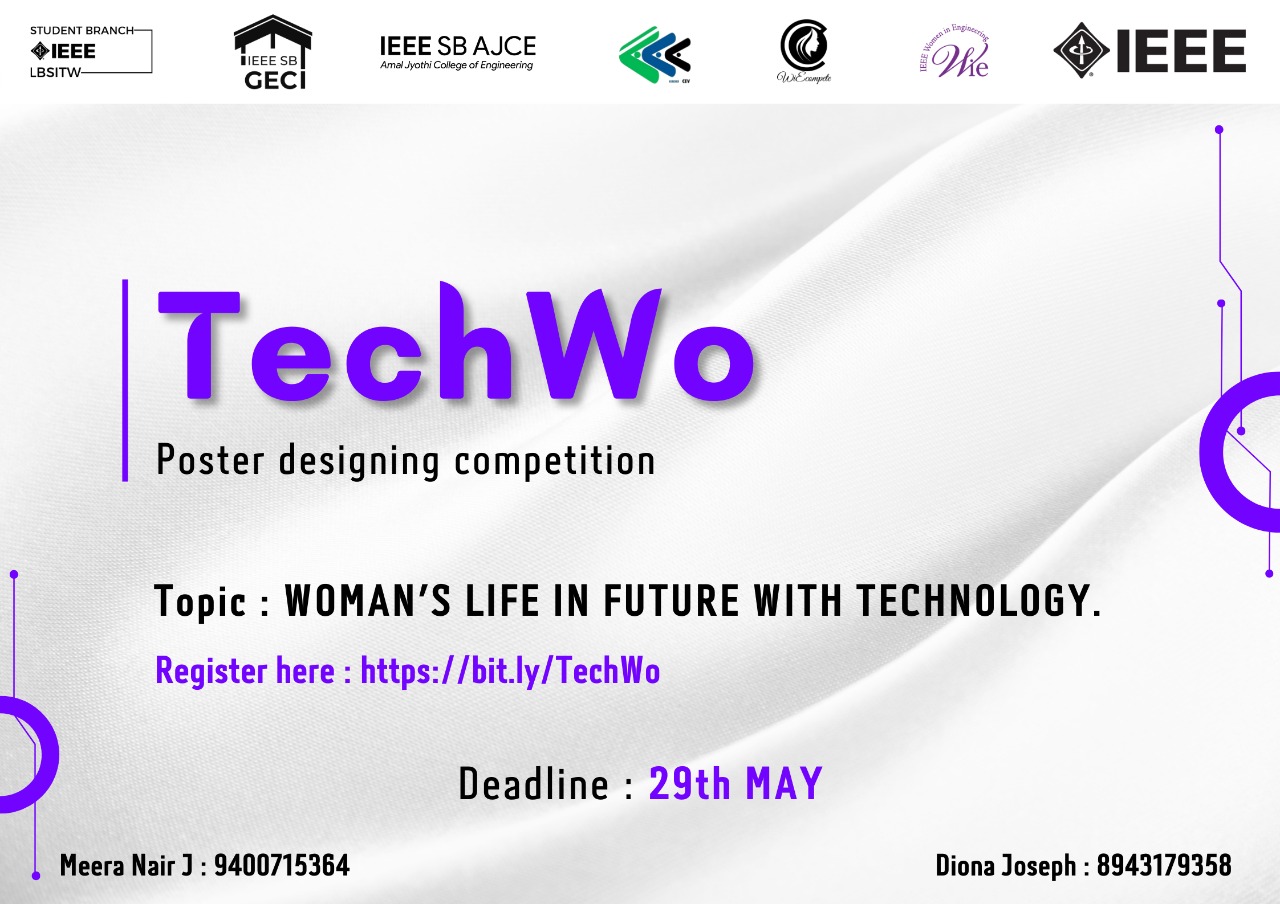 STUDENT BRANCH
IEEE
LBSITW
IEEE SB
GECI
IEEE SB AJCE
Amal Jyothi College of Engineering
CEV
WiEcompete
IEEE Women in Engineering
Wie
IEEE
TechWo
Poster designing competition
Topic : WOMAN’S LIFE IN FUTURE WITH TECHNOLOGY.
Register here : https://bit.ly/TechWo
Deadline : 29th MAY
Meera Nair J : 9400715364
Diona Joseph : 8943179358